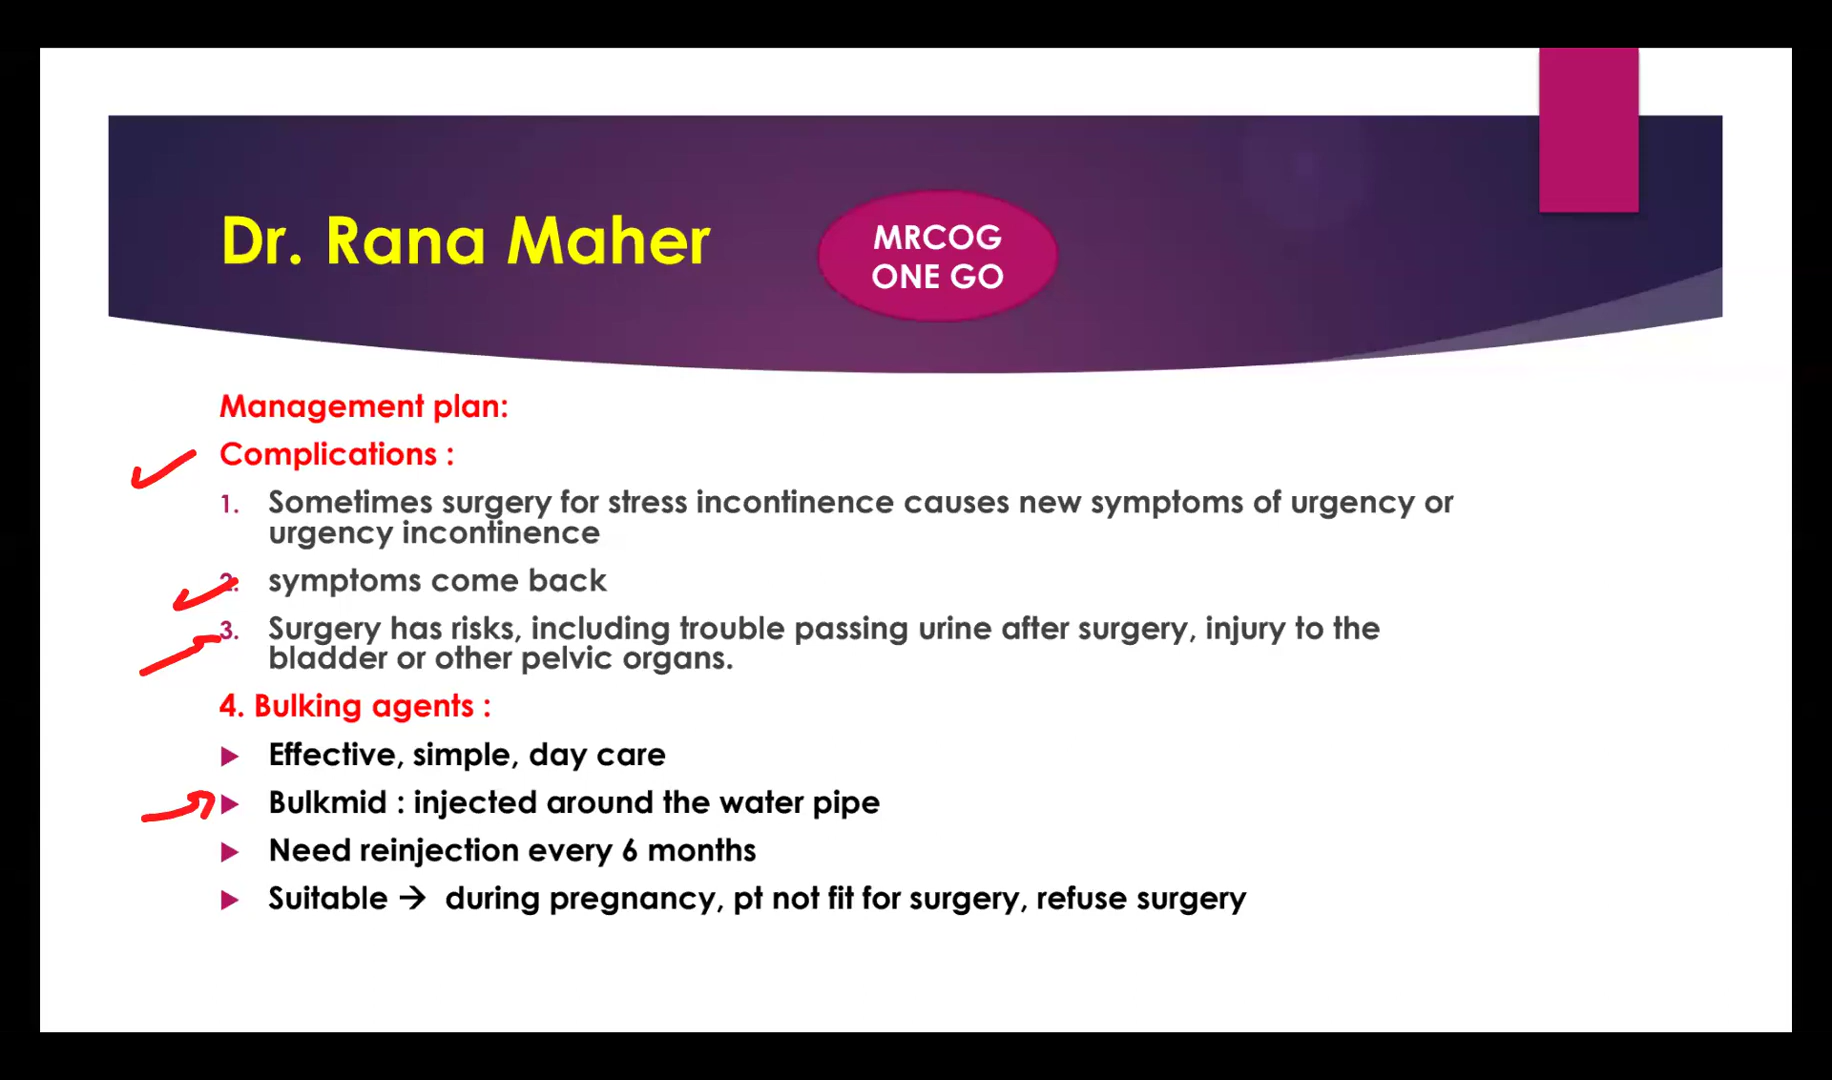 Dr. Rana Maher
MRCOG
ONE GO
Management plan:
Complications :
1. Sometimes surgery for stress incontinence causes new symptoms of urgency or
urgency incontinence
2. symptoms come back
3. Surgery has risks, including trouble passing urine after surgery, injury to the
bladder or other pelvic organs.
4. Bulking agents :
Effective, simple, day care
Bulkmid : injected around the water pipe
Need reinjection every 6 months
Suitable → during pregnancy, pt not fit for surgery, refuse surgery